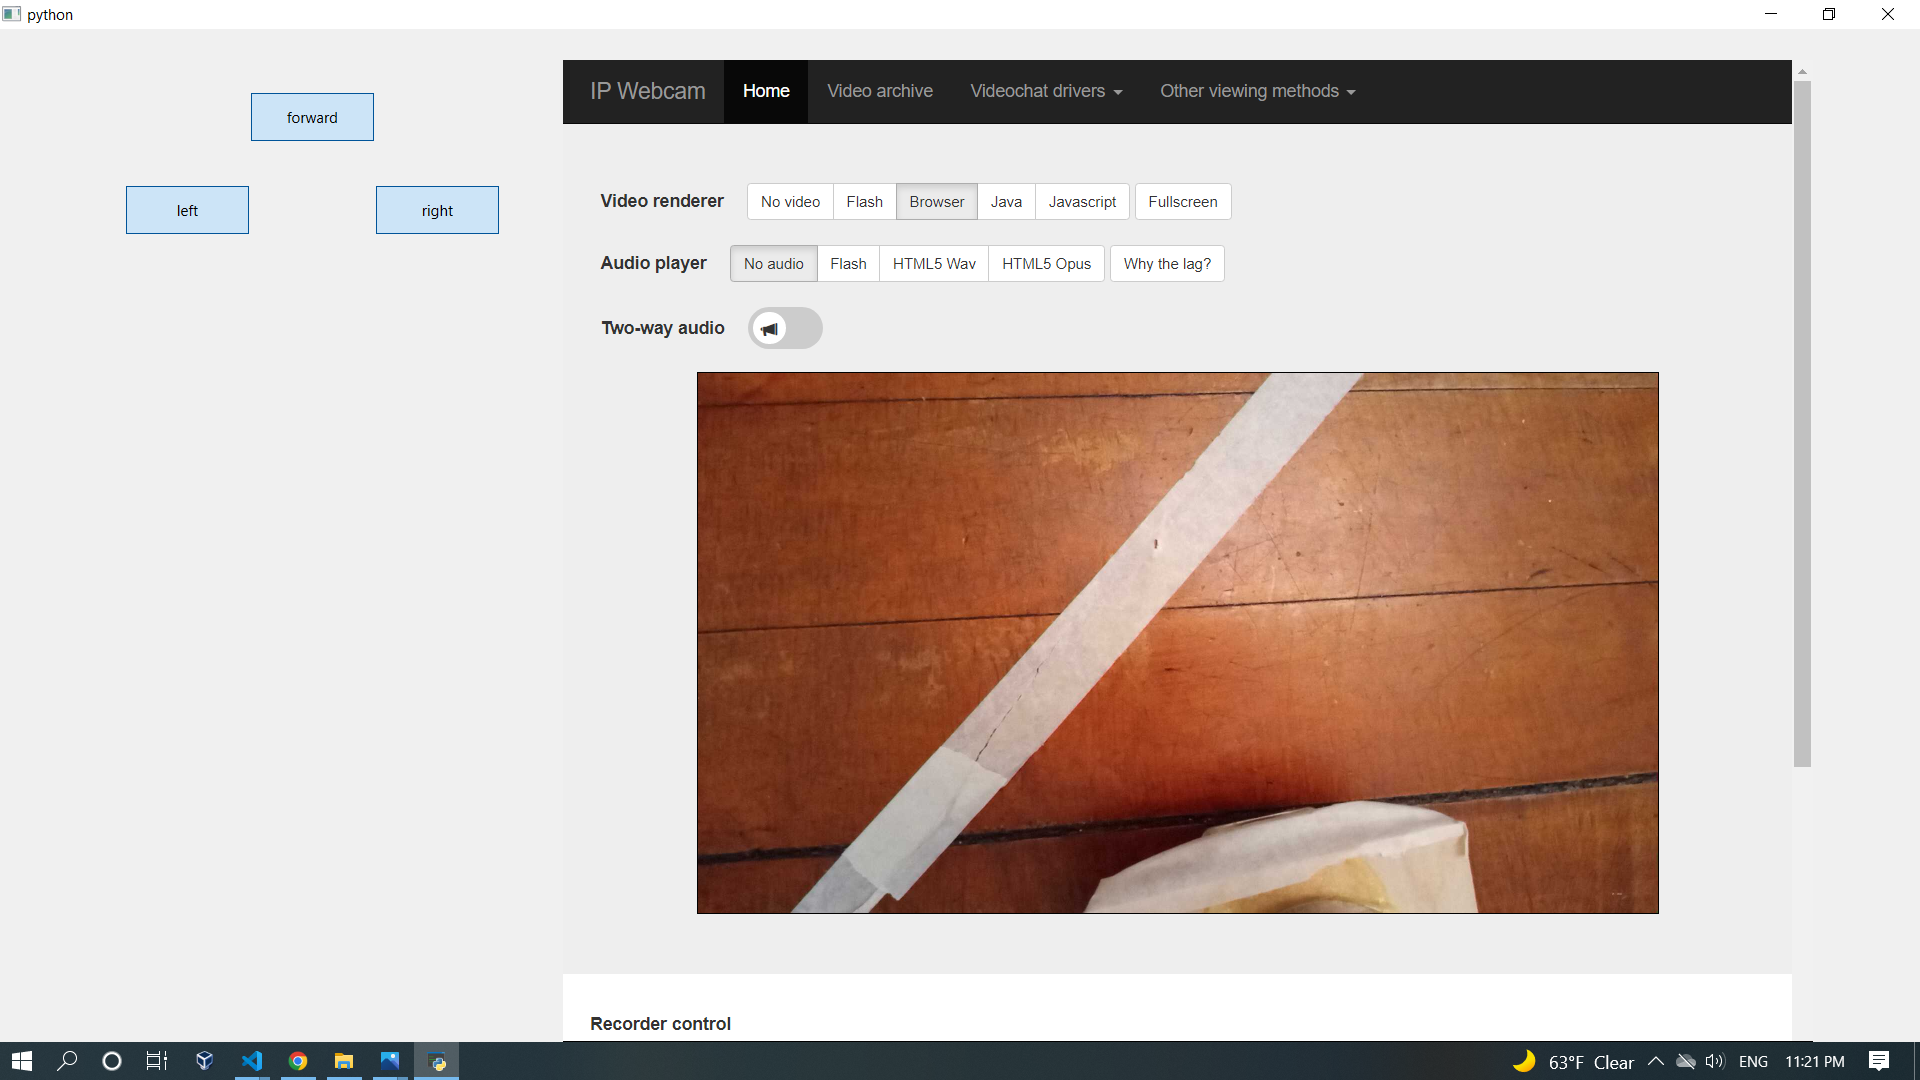 python
forward
left
right
IP Webcam Home Video archive Videochat drivers Other viewing methods
Video renderer No video Flash Browser Java Javascript Fullscreen
Audio player No audio Flash HTML5 Wav HTML5 Opus Why the lag?
Two-way audio
Recorder control
63°F Clear ENG 11:21 PM